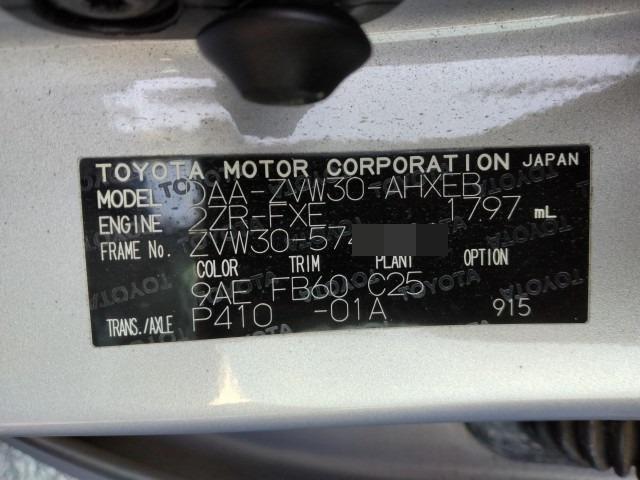 TOYOTA MOTOR CORPORATION JAPAN
MODEL DAA-ZVW30-AHXEB
ENGINE 2ZR-FXE 1797 mL
FRAME No. ZVW30-574
COLOR TRIM PLANT OPTION
9AE FB60 C25
TRANS./AXLE P410 -01A 915